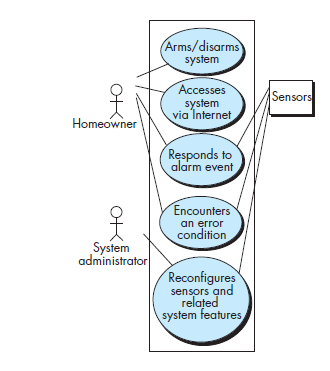 Arms/disarms
system
Accesses
system
via Internet
Sensors
Homeowner
Responds to
alarm event
Encounters
an error
condition
System
administrator
Reconfigures
sensors and
related
system features